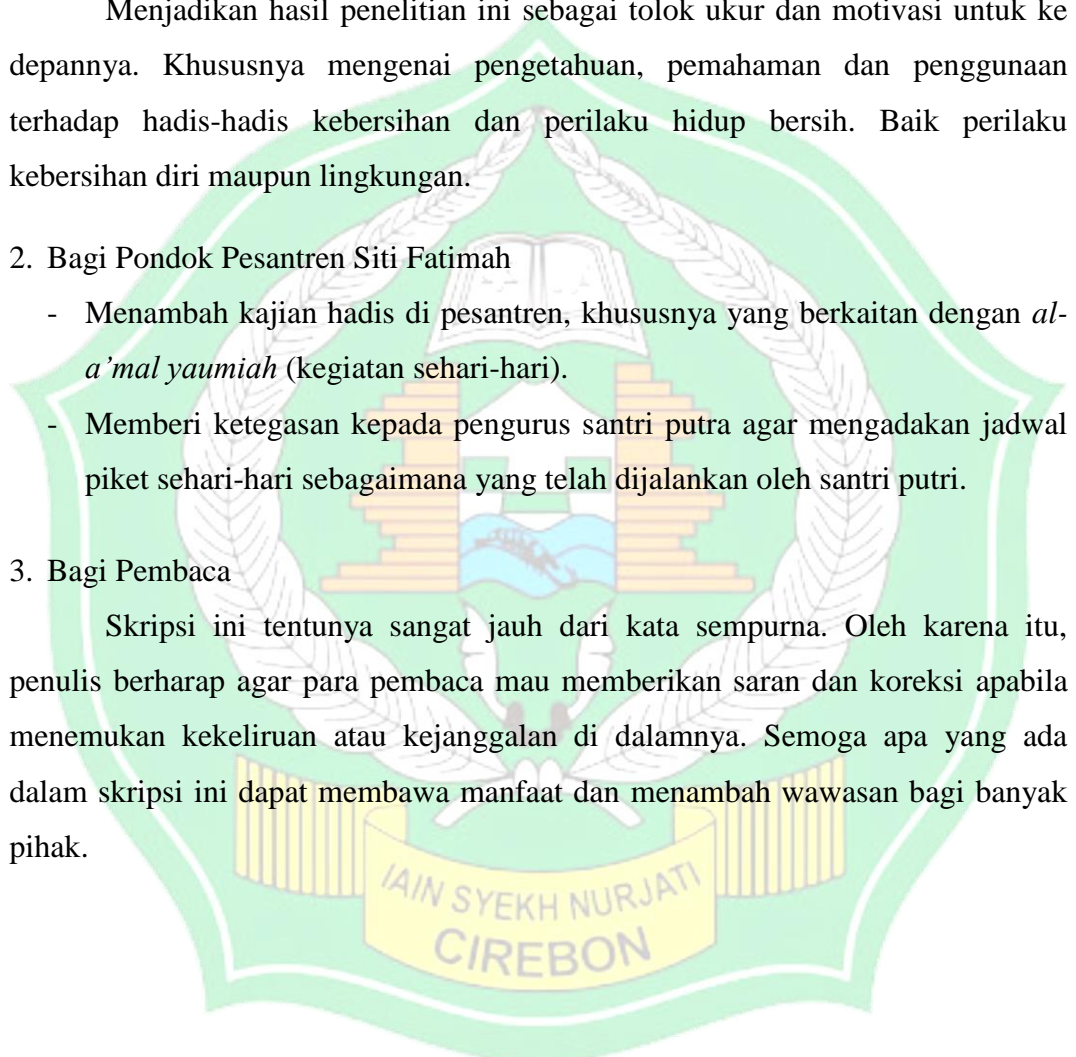 Menjadikan hasil penelitian ini sebagai tolok ukur dan motivasi untuk ke
depannya. Khususnya mengenai pengetahuan, pemahaman dan penggunaan
terhadap hadis-hadis kebersihan dan perilaku hidup bersih. Baik perilaku
kebersihan diri maupun lingkungan.
2. Bagi Pondok Pesantren Siti Fatimah
- Menambah kajian hadis di pesantren, khususnya yang berkaitan dengan al-
a’mal yaumiah (kegiatan sehari-hari).
- Memberi ketegasan kepada pengurus santri putra agar mengadakan jadwal
piket sehari-hari sebagaimana yang telah dijalankan oleh santri putri.
3. Bagi Pembaca
Skripsi ini tentunya sangat jauh dari kata sempurna. Oleh karena itu,
penulis berharap agar para pembaca mau memberikan saran dan koreksi apabila
menemukan kekeliruan atau kejanggalan di dalamnya. Semoga apa yang ada
dalam skripsi ini dapat membawa manfaat dan menambah wawasan bagi banyak
pihak.
IAIN SYEKH NURJATI
CIREBON